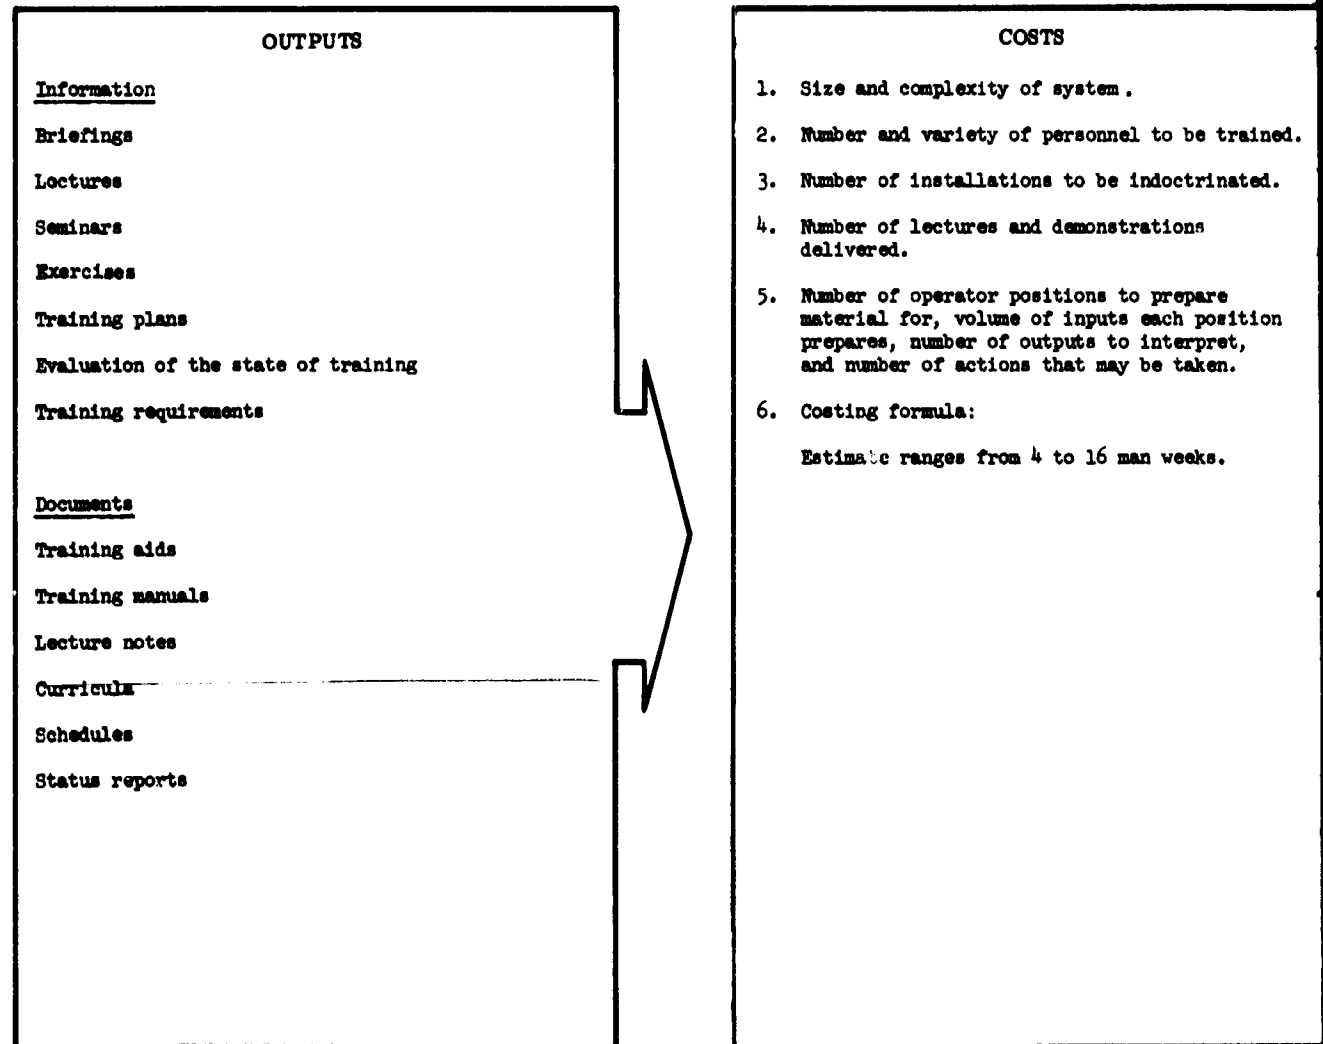 OUTPUTS
Information
Briefings
Loctures
Seminars
Exercises
Training plans
Evaluation of the state of training
Training requirements
Documents
Training aids
Training manuals
Lecture notes
Curricula
Schedules
Status reports
COSTS
1. Size and complexity of system.
2. Number and variety of personnel to be trained.
3. Number of installations to be indoctrinated.
4. Number of lectures and demonstrations
delivered.
5. Number of operator positions to prepare
material for, volume of inputs each position
prepares, number of outputs to interpret,
and number of actions that may be taken.
6. Costing formula:
Estimate ranges from 4 to 16 man weeks.